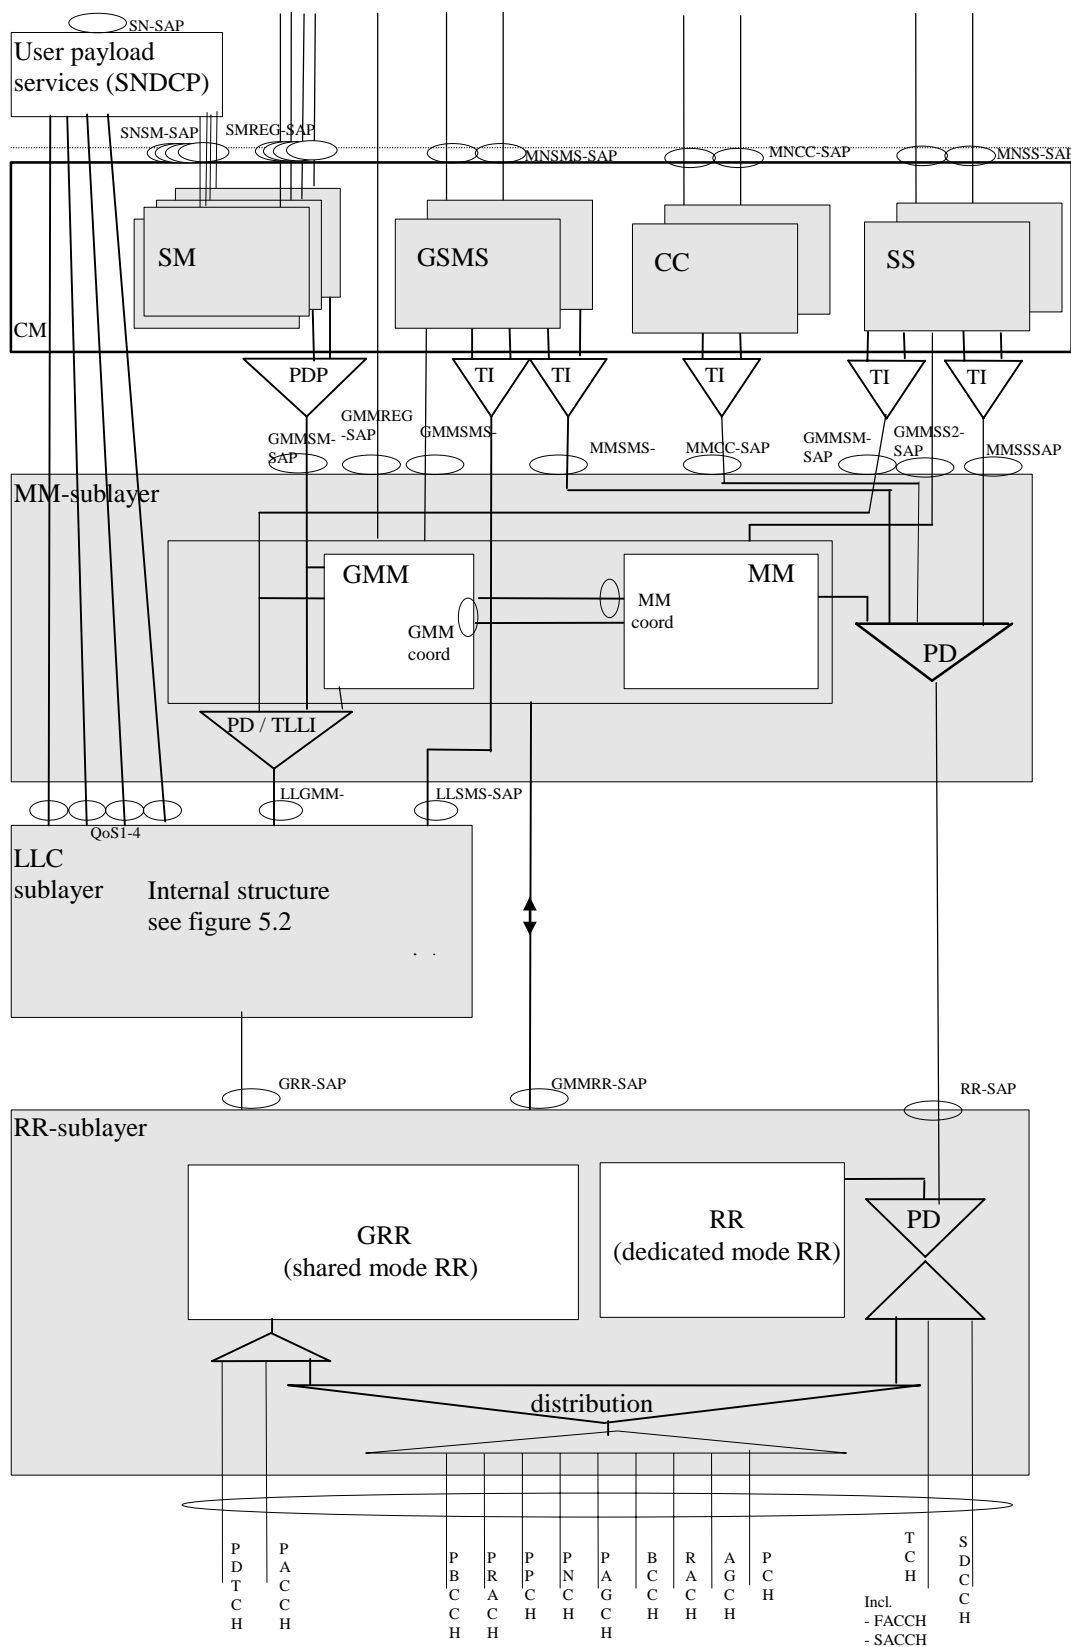 SN-SAP
User payload
services (SNDCP)
SNSM-SAP
SMREG-SAP
MNSMS-SAP
MNCC-SAP
MNSS-SAP
SM
GSMS
CC
SS
CM
PDP
TI
TI
TI
TI
TI
GMMSM-
SAP
GMMREG
-SAP
GMMSMS-
MMSMS-
MMCC-SAP
GMMSM-
SAP
GMMSS2-
SAP
MMSSSAP
MM-sublayer
GMM
MM
GMM
coord
MM
coord
PD
PD / TLLI
LLGMM-
LLSMS-SAP
QoS1-4
LLC
sublayer
Internal structure
see figure 5.2
GRR-SAP
GMMRR-SAP
RR-SAP
RR-sublayer
GRR
(shared mode RR)
RR
(dedicated mode RR)
PD
distribution
PDTCH
PACCH
PBCCH
PRACH
PPCH
PNCH
PAGCH
BCCH
RACH
AGCH
PCH
TCH
Incl.
- FACCH
- SACCH
SDCCH